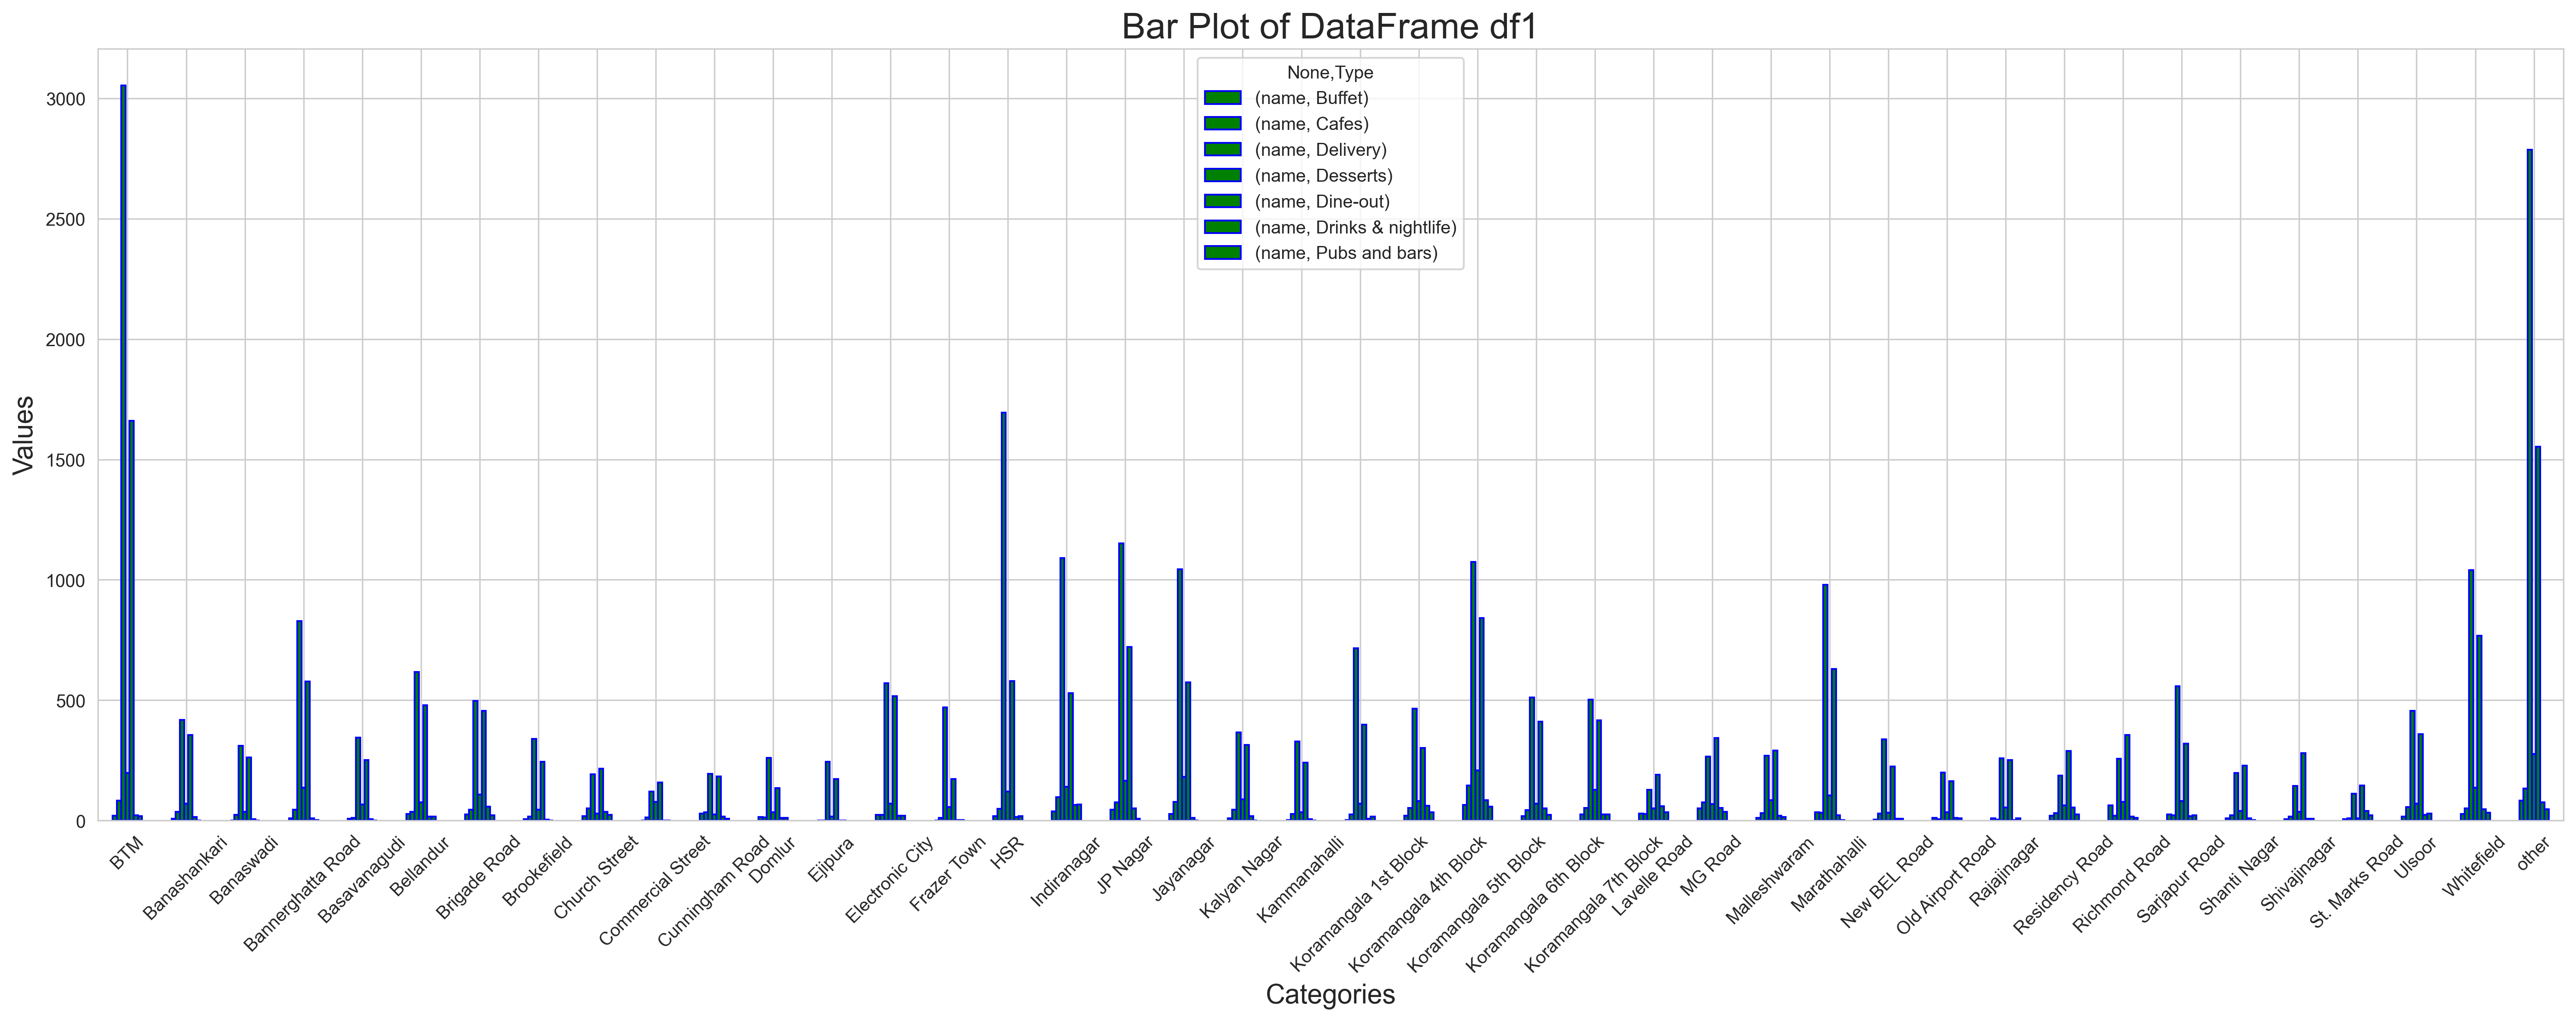 Bar Plot of DataFrame df1
None,Type
(name, Buffet)
(name, Cafes)
(name, Delivery)
(name, Desserts)
(name, Dine-out)
(name, Drinks & nightlife)
(name, Pubs and bars)
Values
3000
2500
2000
1500
1000
500
0
BTM
Banashankari
Banaswadi
Bannerghatta Road
Basavanagudi
Bellandur
Brigade Road
Brookefield
Church Street
Commercial Street
Cunningham Road
Domlur
Ejipura
Electronic City
Frazer Town
HSR
Indiranagar
JP Nagar
Jayanagar
Kalyan Nagar
Kammanahalli
Koramangala 1st Block
Koramangala 4th Block
Koramangala 5th Block
Koramangala 6th Block
Koramangala 7th Block
Lavelle Road
MG Road
Malleshwaram
Marathahalli
New BEL Road
Old Airport Road
Rajajinagar
Residency Road
Richmond Road
Sarjapur Road
Shanti Nagar
Shivajinagar
St. Marks Road
Ulsoor
Whitefield
other
Categories